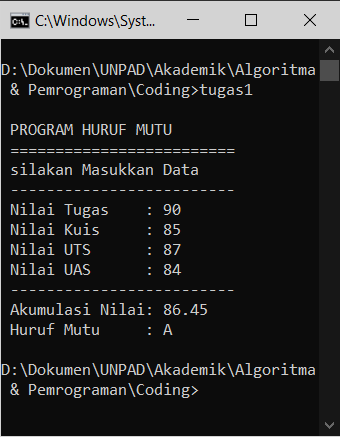 C:\Windows\Syst...
D:\Dokumen\UNPAD\Akademik\Algoritma
& Pemrograman\Coding>tugas1
PROGRAM HURUF MUTU
=========================
silakan Masukkan Data
-------------------------
Nilai Tugas    : 90
Nilai Kuis     : 85
Nilai UTS      : 87
Nilai UAS      : 84
-------------------------
Akumulasi Nilai: 86.45
Huruf Mutu     : A
D:\Dokumen\UNPAD\Akademik\Algoritma
& Pemrograman\Coding>